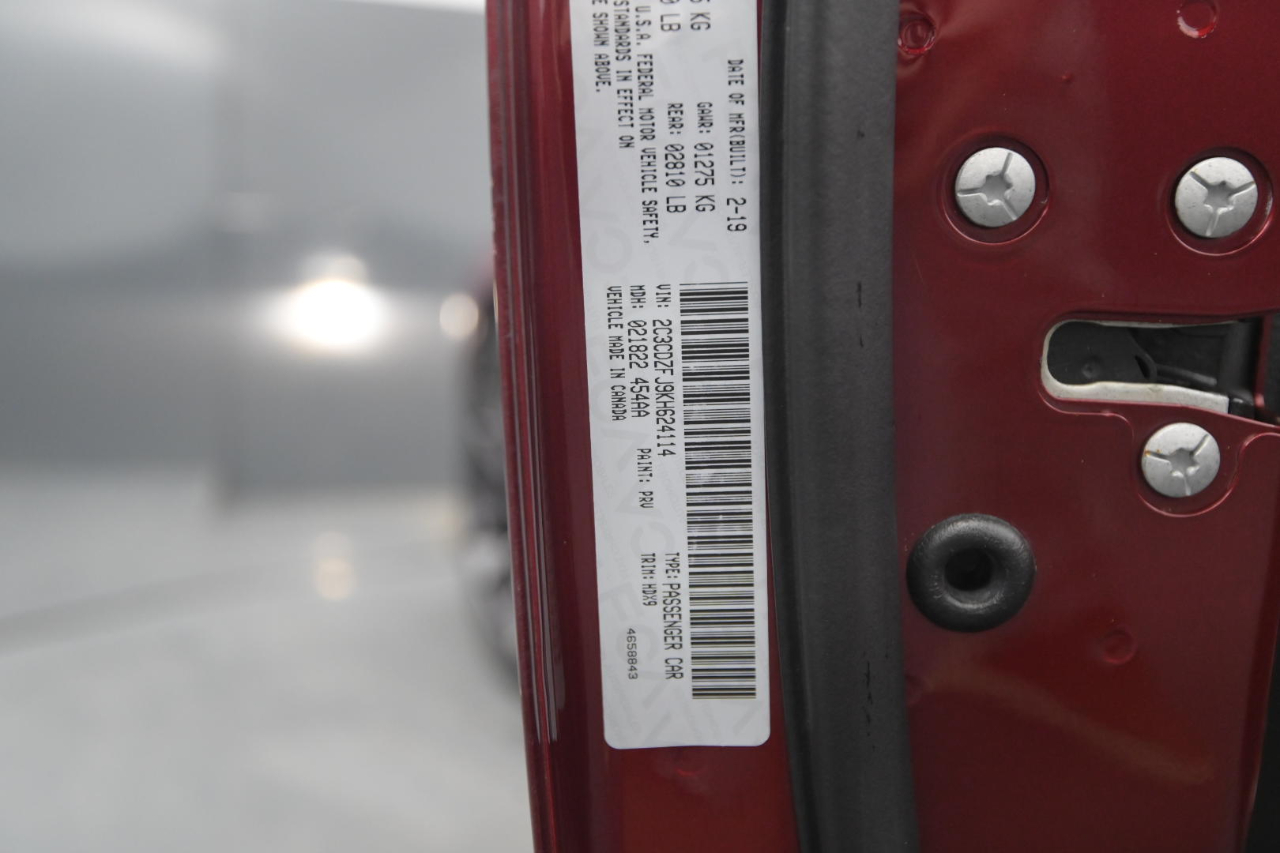 DATE OF MFR(BUILT): 2-19
KG GAWR: 01275 KG
LB REAR: 02810 LB
U.S.A. FEDERAL MOTOR VEHICLE SAFETY,
STANDARDS IN EFFECT ON
SHOWN ABOVE.
VIN: 2C3CDZFJ9KH624114 TYPE: PASSENGER CAR
MDH: 021822 454AA PAINT: PRV TRIM: HDX9
VEHICLE MADE IN CANADA
4658843